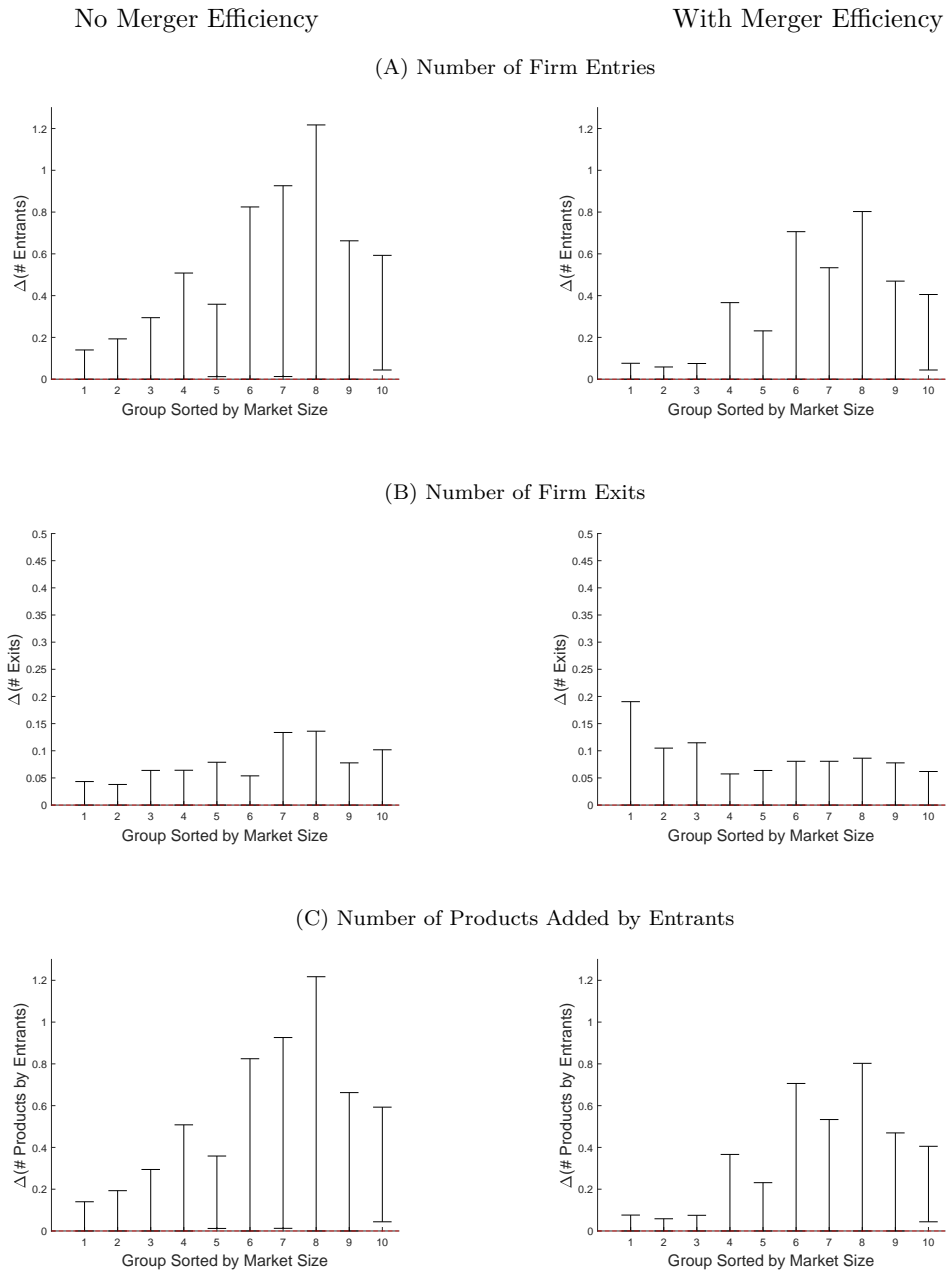 No Merger Efficiency With Merger Efficiency
(A) Number of Firm Entries
Δ(# Entrants)
1.2
1
0.8
0.6
0.4
0.2
0
1 2 3 4 5 6 7 8 9 10
Group Sorted by Market Size
Δ(# Entrants)
1.2
1
0.8
0.6
0.4
0.2
0
1 2 3 4 5 6 7 8 9 10
Group Sorted by Market Size
(B) Number of Firm Exits
Δ(# Exits)
0.5
0.45
0.4
0.35
0.3
0.25
0.2
0.15
0.1
0.05
0
1 2 3 4 5 6 7 8 9 10
Group Sorted by Market Size
Δ(# Exits)
0.5
0.45
0.4
0.35
0.3
0.25
0.2
0.15
0.1
0.05
0
1 2 3 4 5 6 7 8 9 10
Group Sorted by Market Size
(C) Number of Products Added by Entrants
Δ(# Products by Entrants)
1.2
1
0.8
0.6
0.4
0.2
0
1 2 3 4 5 6 7 8 9 10
Group Sorted by Market Size
Δ(# Products by Entrants)
1.2
1
0.8
0.6
0.4
0.2
0
1 2 3 4 5 6 7 8 9 10
Group Sorted by Market Size